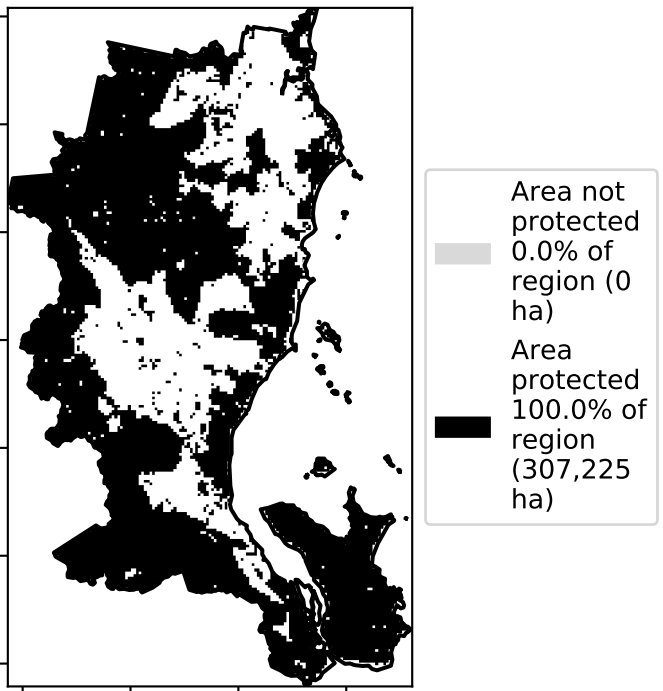 Area not
protected
0.0% of
region (0
ha)
Area
protected
100.0% of
region
(307,225
ha)